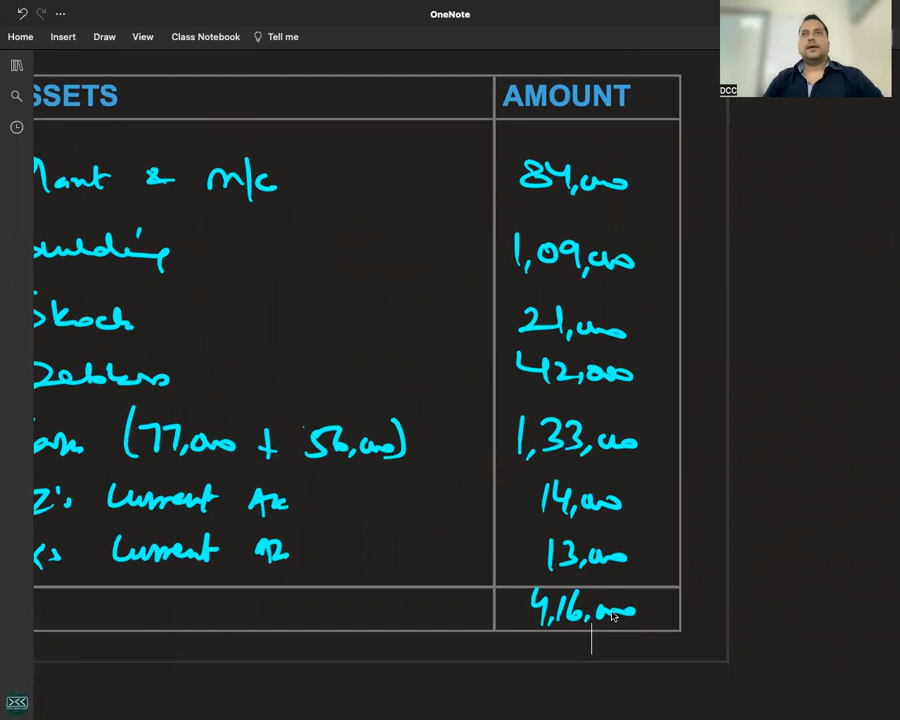 OneNote
Home Insert Draw View Class Notebook Tell me
DCC
SSETS AMOUNT
Plant & m/c 84,000
Building 1,09,000
Stock 21,000
Debtors 42,000
(77,000 + 56,000) 1,33,000
Z's Current A/c 14,000
Current A/c 13,000
4,16,000